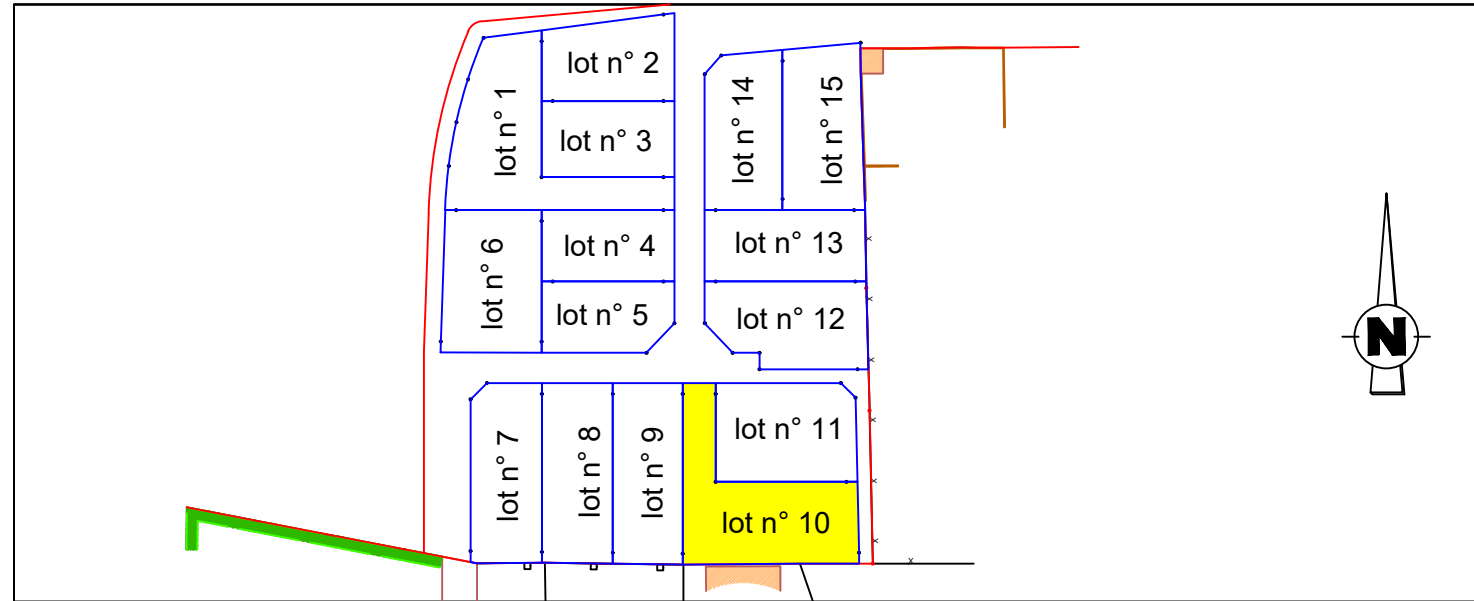 lot n° 1
lot n° 2
lot n° 3
lot n° 14
lot n° 15
lot n° 6
lot n° 4
lot n° 5
lot n° 13
lot n° 12
N
lot n° 7
lot n° 8
lot n° 9
lot n° 11
lot n° 10